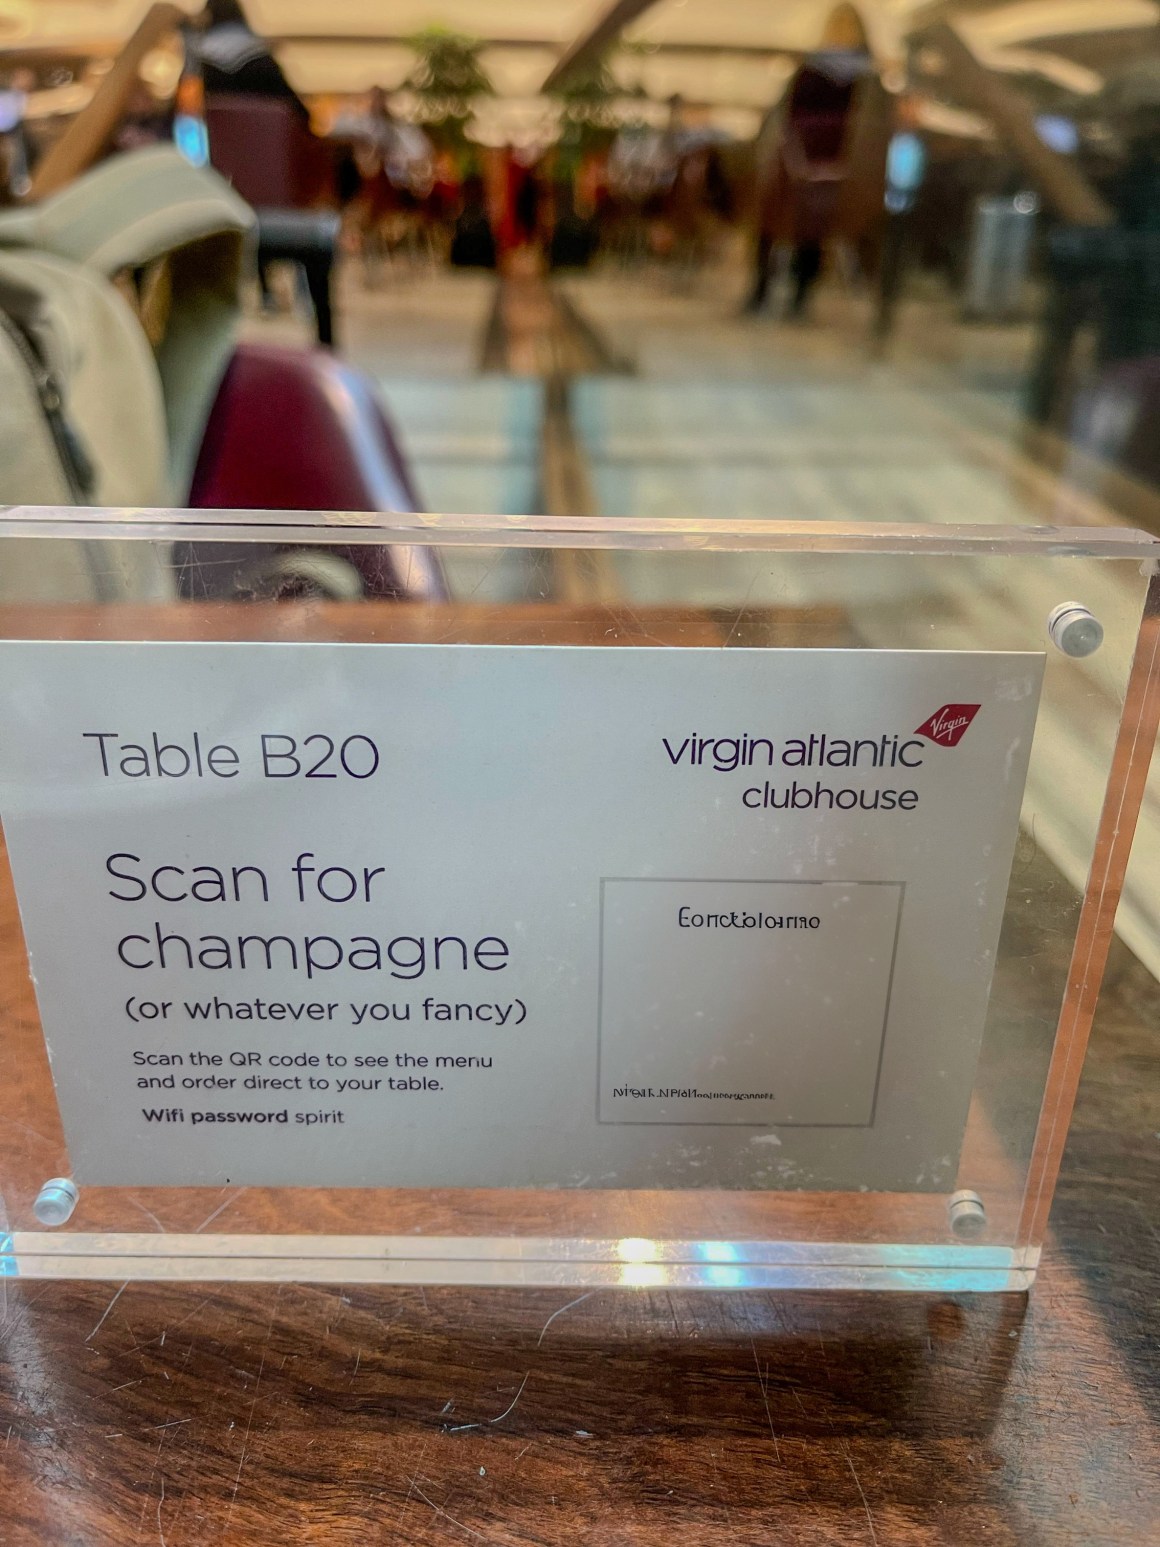 Table B20
virgin atlantic
Virgin
clubhouse
Scan for
champagne
(or whatever you fancy)
Scan the QR code to see the menu
and order direct to your table.
Wifi password spirit